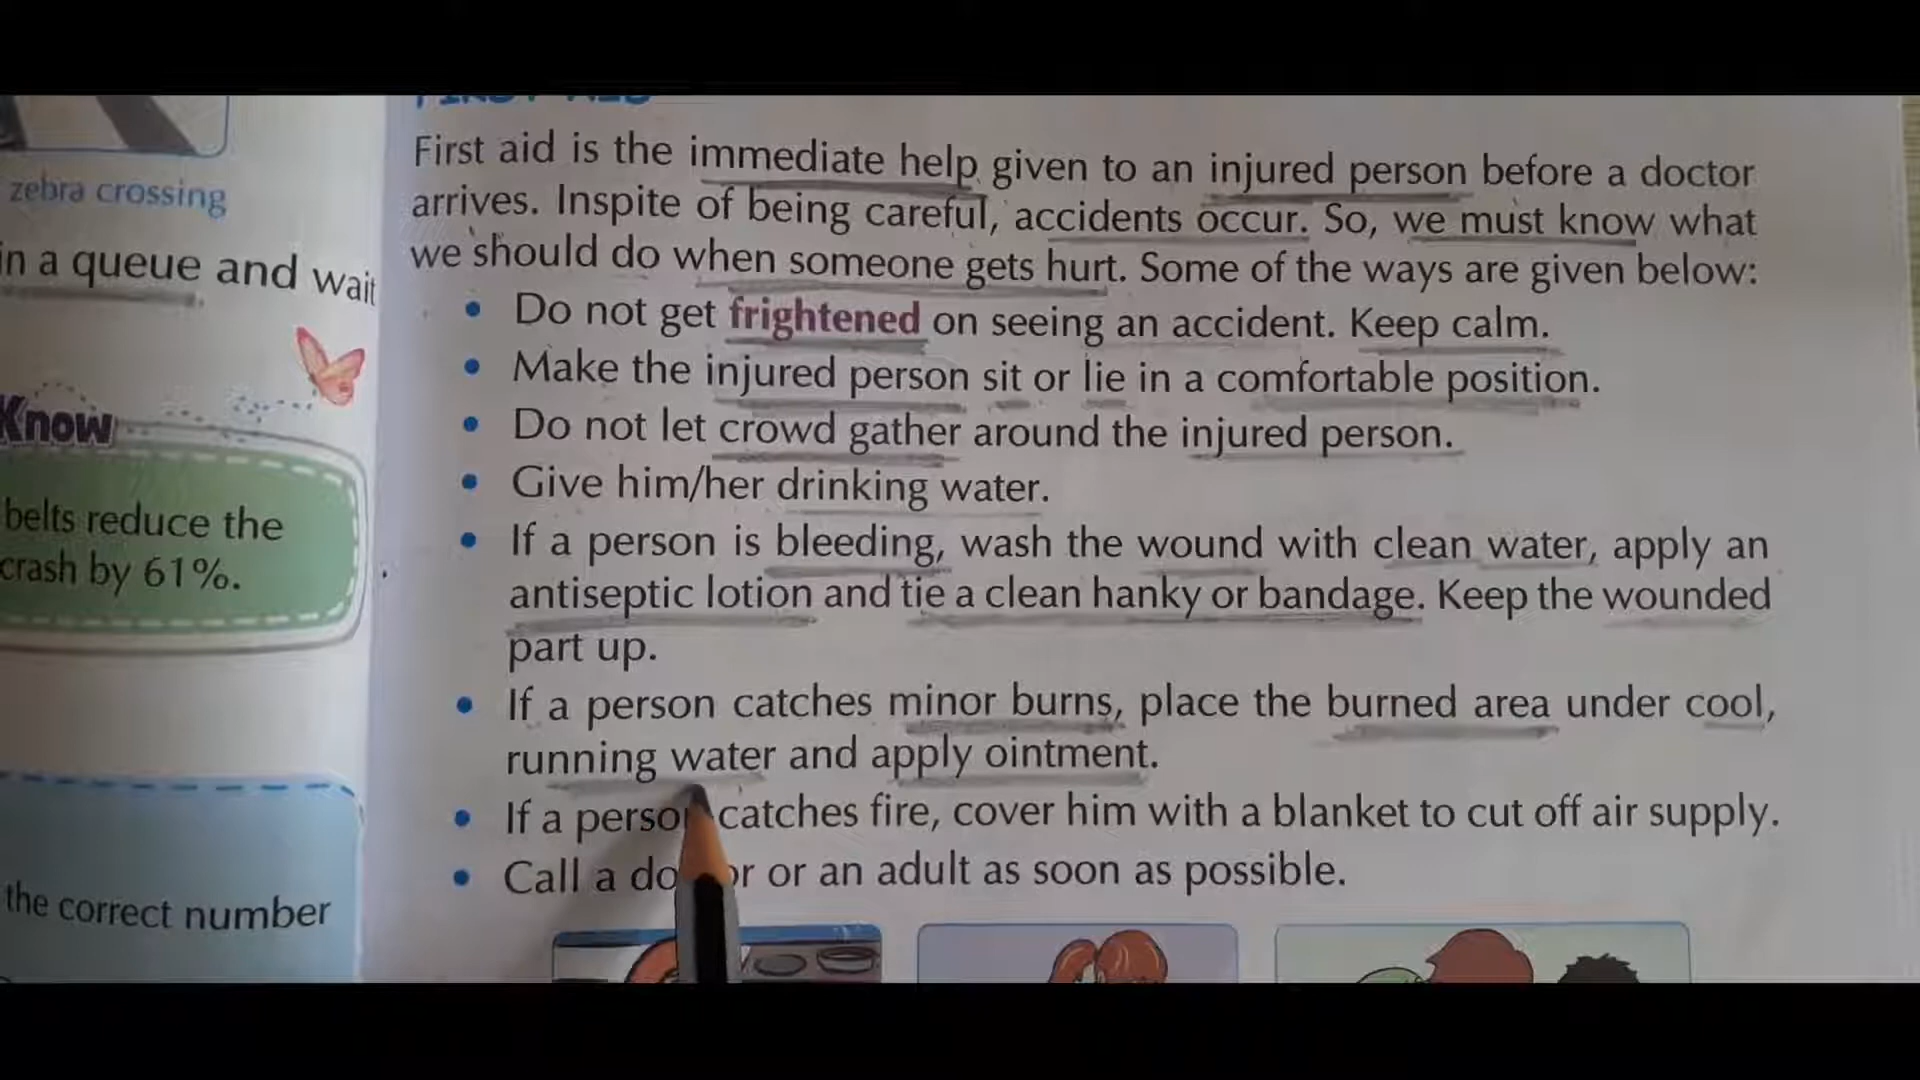 zebra crossing
in a queue and wait
Know
belts reduce the
crash by 61%.
the correct number
FIRST AID
First aid is the immediate help given to an injured person before a doctor
arrives. Inspite of being careful, accidents occur. So, we must know what
we should do when someone gets hurt. Some of the ways are given below:
• Do not get frightened on seeing an accident. Keep calm.
• Make the injured person sit or lie in a comfortable position.
• Do not let crowd gather around the injured person.
• Give him/her drinking water.
• If a person is bleeding, wash the wound with clean water, apply an
antiseptic lotion and tie a clean hanky or bandage. Keep the wounded
part up.
• If a person catches minor burns, place the burned area under cool,
running water and apply ointment.
• If a person catches fire, cover him with a blanket to cut off air supply.
• Call a doctor or an adult as soon as possible.